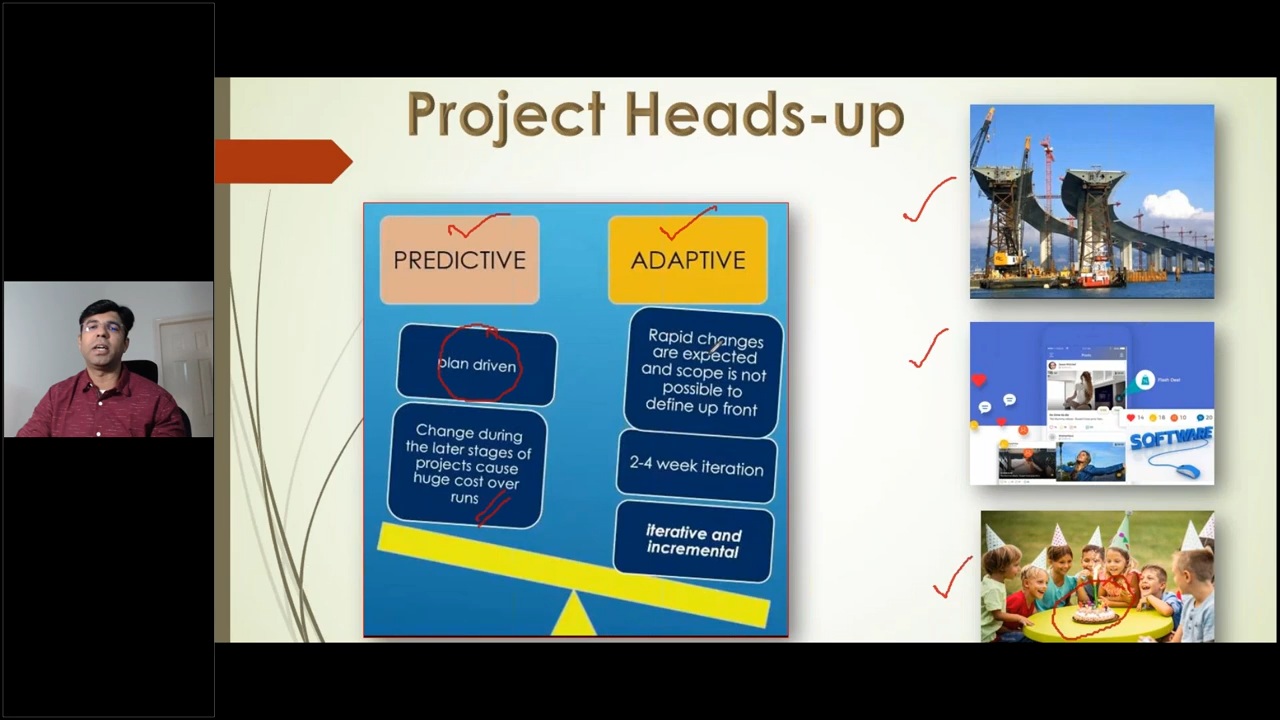 Project Heads-up
PREDICTIVE
plan driven
Change during
the later stages of
projects cause
huge cost over
runs
ADAPTIVE
Rapid changes
are expected
and scope is not
possible to
define up front
2-4 week iteration
iterative and
incremental
Flash Deal
SOFTWARE